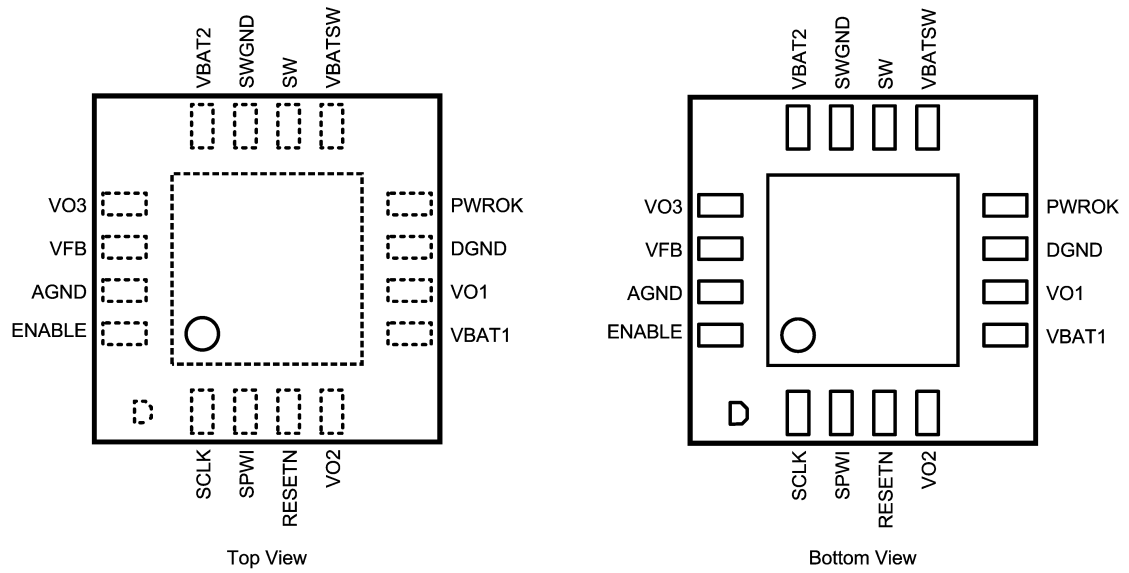 VBAT2
SWGND
SW
VBATSW
VO3
VFB
AGND
ENABLE
PWROK
DGND
VO1
VBAT1
SCLK
SPWI
RESETN
VO2
Top View
VBAT2
SWGND
SW
VBATSW
VO3
VFB
AGND
ENABLE
PWROK
DGND
VO1
VBAT1
SCLK
SPWI
RESETN
VO2
Bottom View